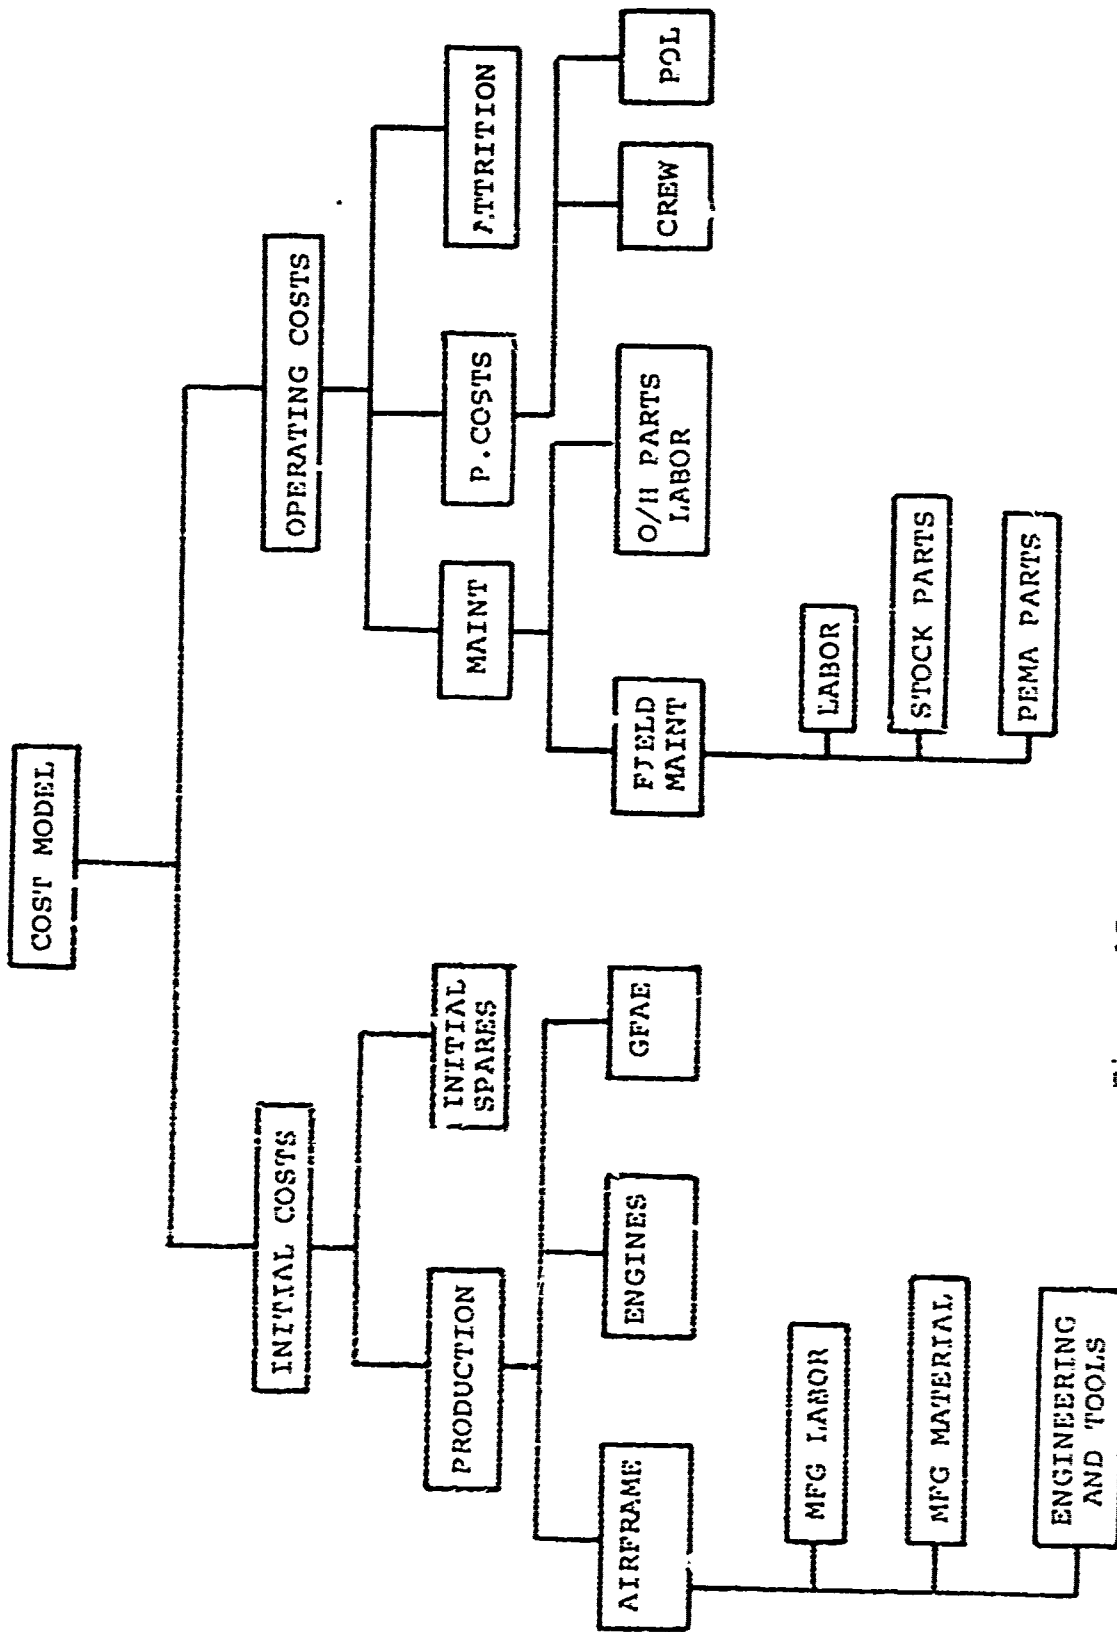 COST MODEL
INITIAL COSTS
OPERATING COSTS
PRODUCTION
INITIAL
SPARES
MAINT
P.COSTS
ATTRITION
AIRFRAME
ENGINES
GFAE
FIELD
MAINT
O/H PARTS
LABOR
CREW
POL
MFG LABOR
MFG MATERIAL
ENGINEERING
AND TOOLS
LABOR
STOCK PARTS
PEMA PARTS